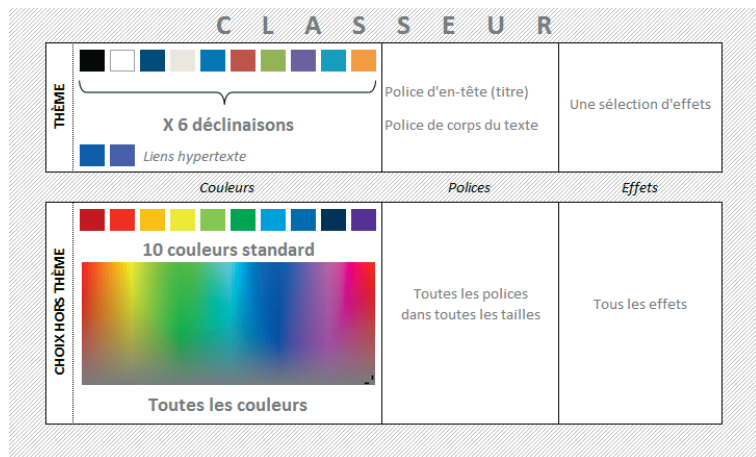 CLASSEUR
THÈME
X 6 déclinaisons
Liens hypertexte
Police d'en-tête (titre)
Police de corps du texte
Une sélection d'effets
Couleurs
Polices
Effets
CHOIX HORS THÈME
10 couleurs standard
Toutes les couleurs
Toutes les polices
dans toutes les tailles
Tous les effets